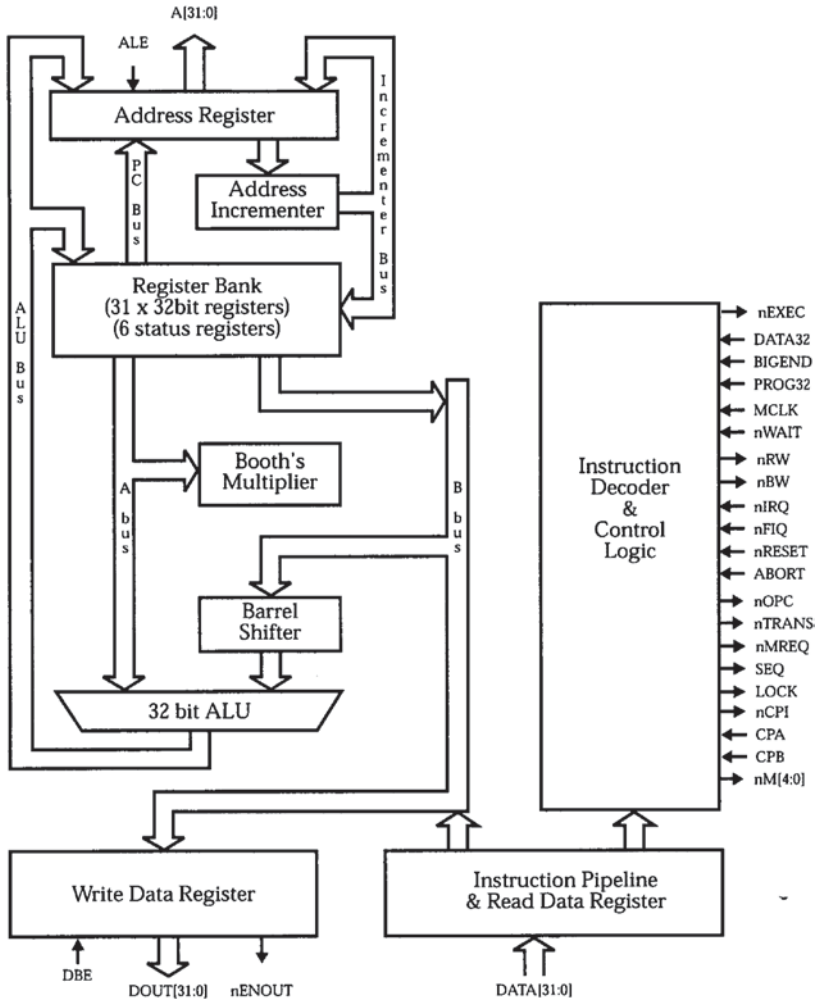 A[31:0]
ALE
Address Register
Incrementer Bus
PC Bus
Address
Incrementer
Register Bank
(31 x 32bit registers)
(6 status registers)
ALU Bus
A bus
Booth's
Multiplier
B bus
Barrel
Shifter
32 bit ALU
Instruction
Decoder
&
Control
Logic
nEXEC
DATA32
BIGEND
PROG32
MCLK
nWAIT
nRW
nBW
nIRQ
nFIQ
nRESET
ABORT
nOPC
nTRANS
nMREQ
SEQ
LOCK
nCPI
CPA
CPB
nM[4:0]
Write Data Register
Instruction Pipeline
& Read Data Register
DBE
DOUT[31:0]
nENOUT
DATA[31:0]